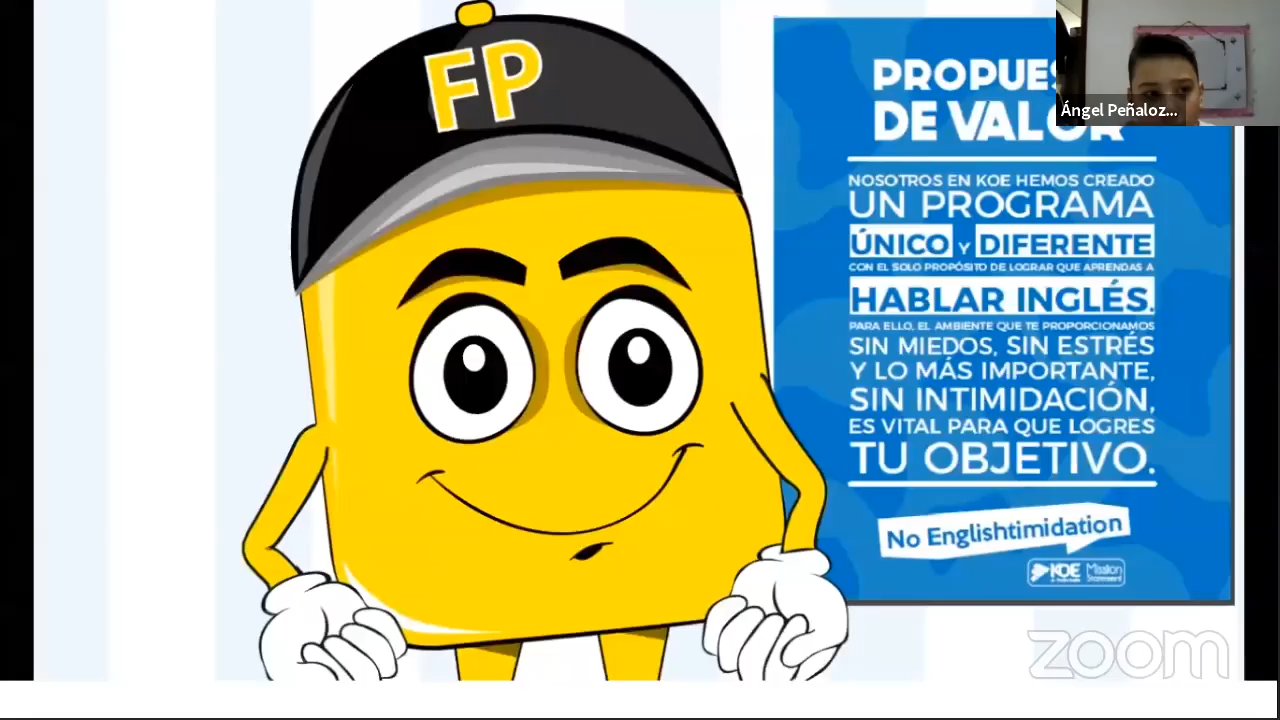 FP
PROPUES
DE VALOR
NOSOTROS EN KOE HEMOS CREADO
UN PROGRAMA
ÚNICO Y DIFERENTE
CON EL SOLO PROPÓSITO DE LOGRAR QUE APRENDAS A
HABLAR INGLÉS.
PARA ELLO, EL AMBIENTE QUE TE PROPORCIONAMOS
SIN MIEDOS, SIN ESTRÉS
Y LO MÁS IMPORTANTE,
SIN INTIMIDACIÓN,
ES VITAL PARA QUE LOGRES
TU OBJETIVO.
No Englishtimidation
KOE
Mission
Statement
Ángel Peñaloz...
zoom